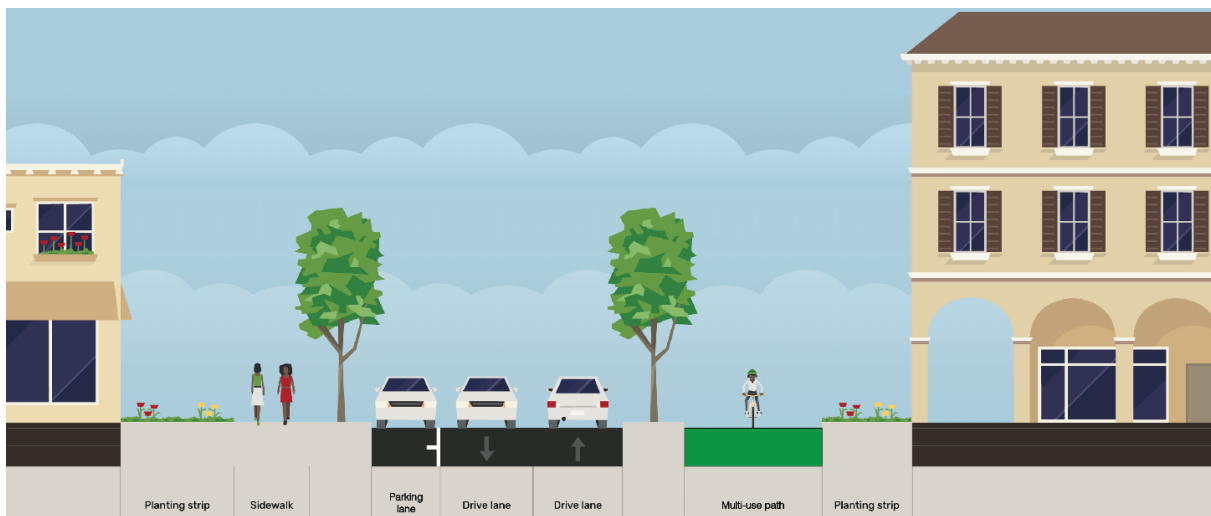 Planting strip
Sidewalk
Parking
lane
Drive lane
Drive lane
Multi-use path
Planting strip